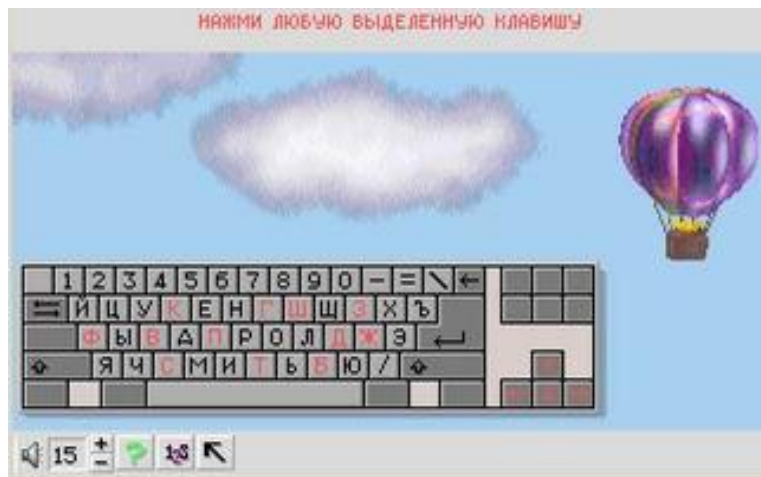 НАЖМИ ЛЮБУЮ ВЫДЕЛЕННУЮ КЛАВИШУ
1 2 3 4 5 6 7 8 9 0 - = \ ←
Й Ц У К Е Н Г Ш Щ З Х Ъ
Ф Ы В А П Р О Л Д Ж Э
Я Ч С М И Т Ь Б Ю /
15 + -